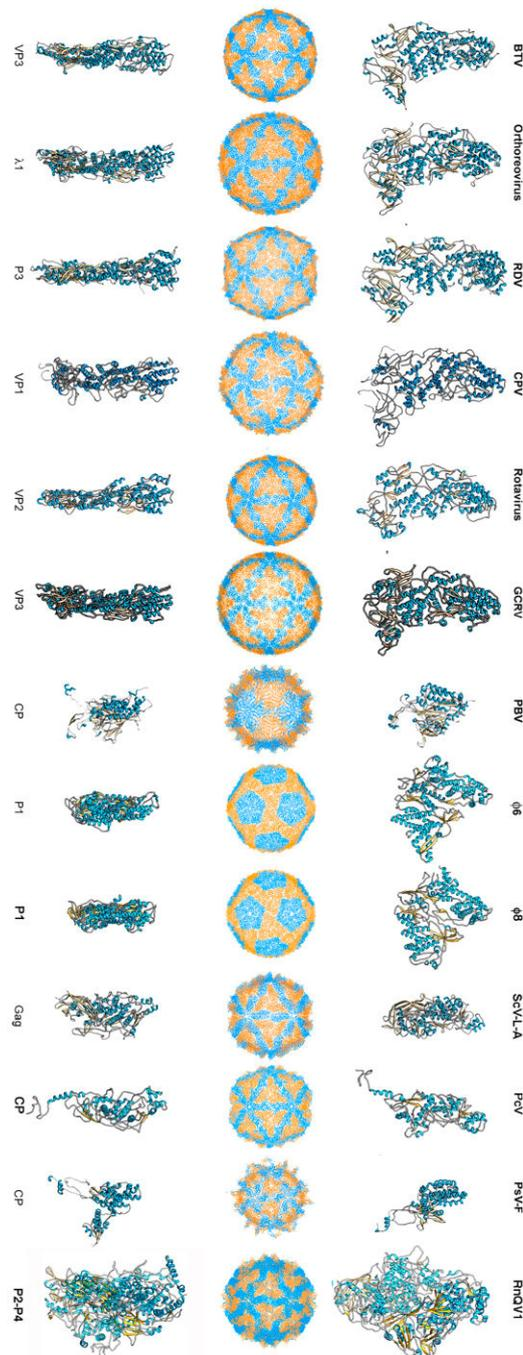 BTV
Orthoreovirus
RDV
CPV
Rotavirus
GCRV
PBV
φ6
φ8
ScV-L-A
PcV
PsV-F
RnQV1
VP3
λ1
P3
VP1
VP2
VP3
CP
P1
P1
Gag
CP
CP
P2-P4